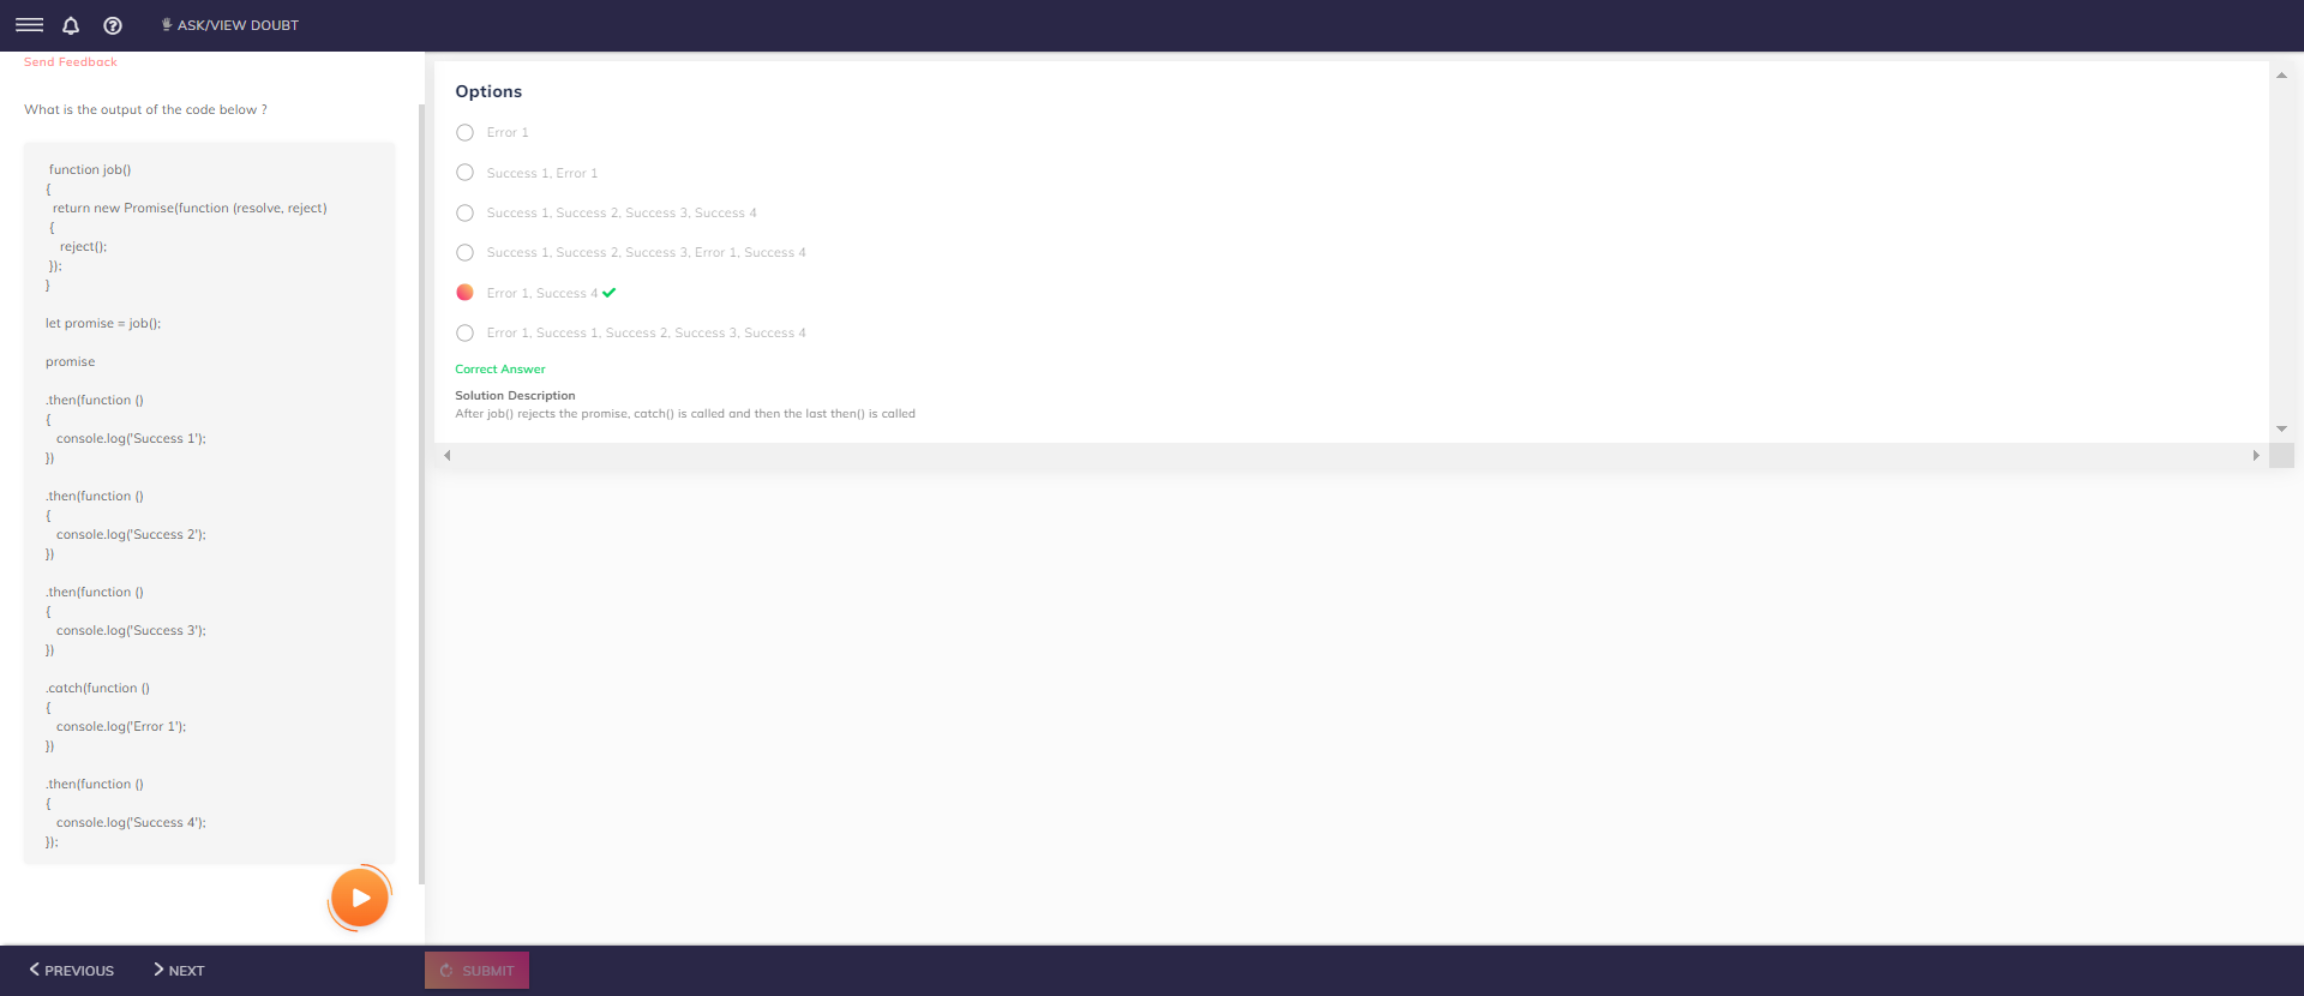 ASK/VIEW DOUBT
Send Feedback
What is the output of the code below ?
function job()
{
return new Promise(function (resolve, reject)
{
reject();
});
}
let promise = job();
promise
.then(function ()
{
console.log('Success 1');
})
.then(function ()
{
console.log('Success 2');
})
.then(function ()
{
console.log('Success 3');
})
.catch(function ()
{
console.log('Error 1');
})
.then(function ()
{
console.log('Success 4');
});
Options
Error 1
Success 1, Error 1
Success 1, Success 2, Success 3, Success 4
Success 1, Success 2, Success 3, Error 1, Success 4
Error 1, Success 4
Error 1, Success 1, Success 2, Success 3, Success 4
Correct Answer
Solution Description
After job() rejects the promise, catch() is called and then the last then() is called
PREVIOUS
NEXT
SUBMIT